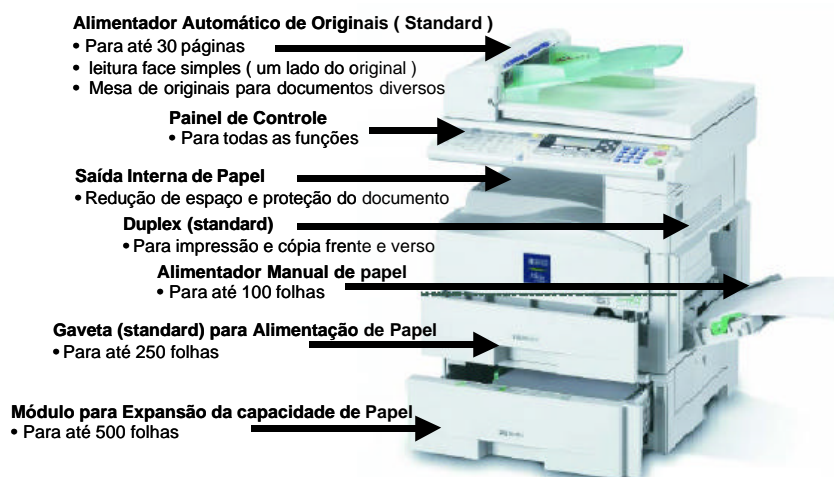 Alimentador Automático de Originais ( Standard )
• Para até 30 páginas
• leitura face simples ( um lado do original )
• Mesa de originais para documentos diversos
Painel de Controle
• Para todas as funções
Saída Interna de Papel
• Redução de espaço e proteção do documento
Duplex (standard)
• Para impressão e cópia frente e verso
Alimentador Manual de papel
• Para até 100 folhas
Gaveta (standard) para Alimentação de Papel
• Para até 250 folhas
Módulo para Expansão da capacidade de Papel
• Para até 500 folhas